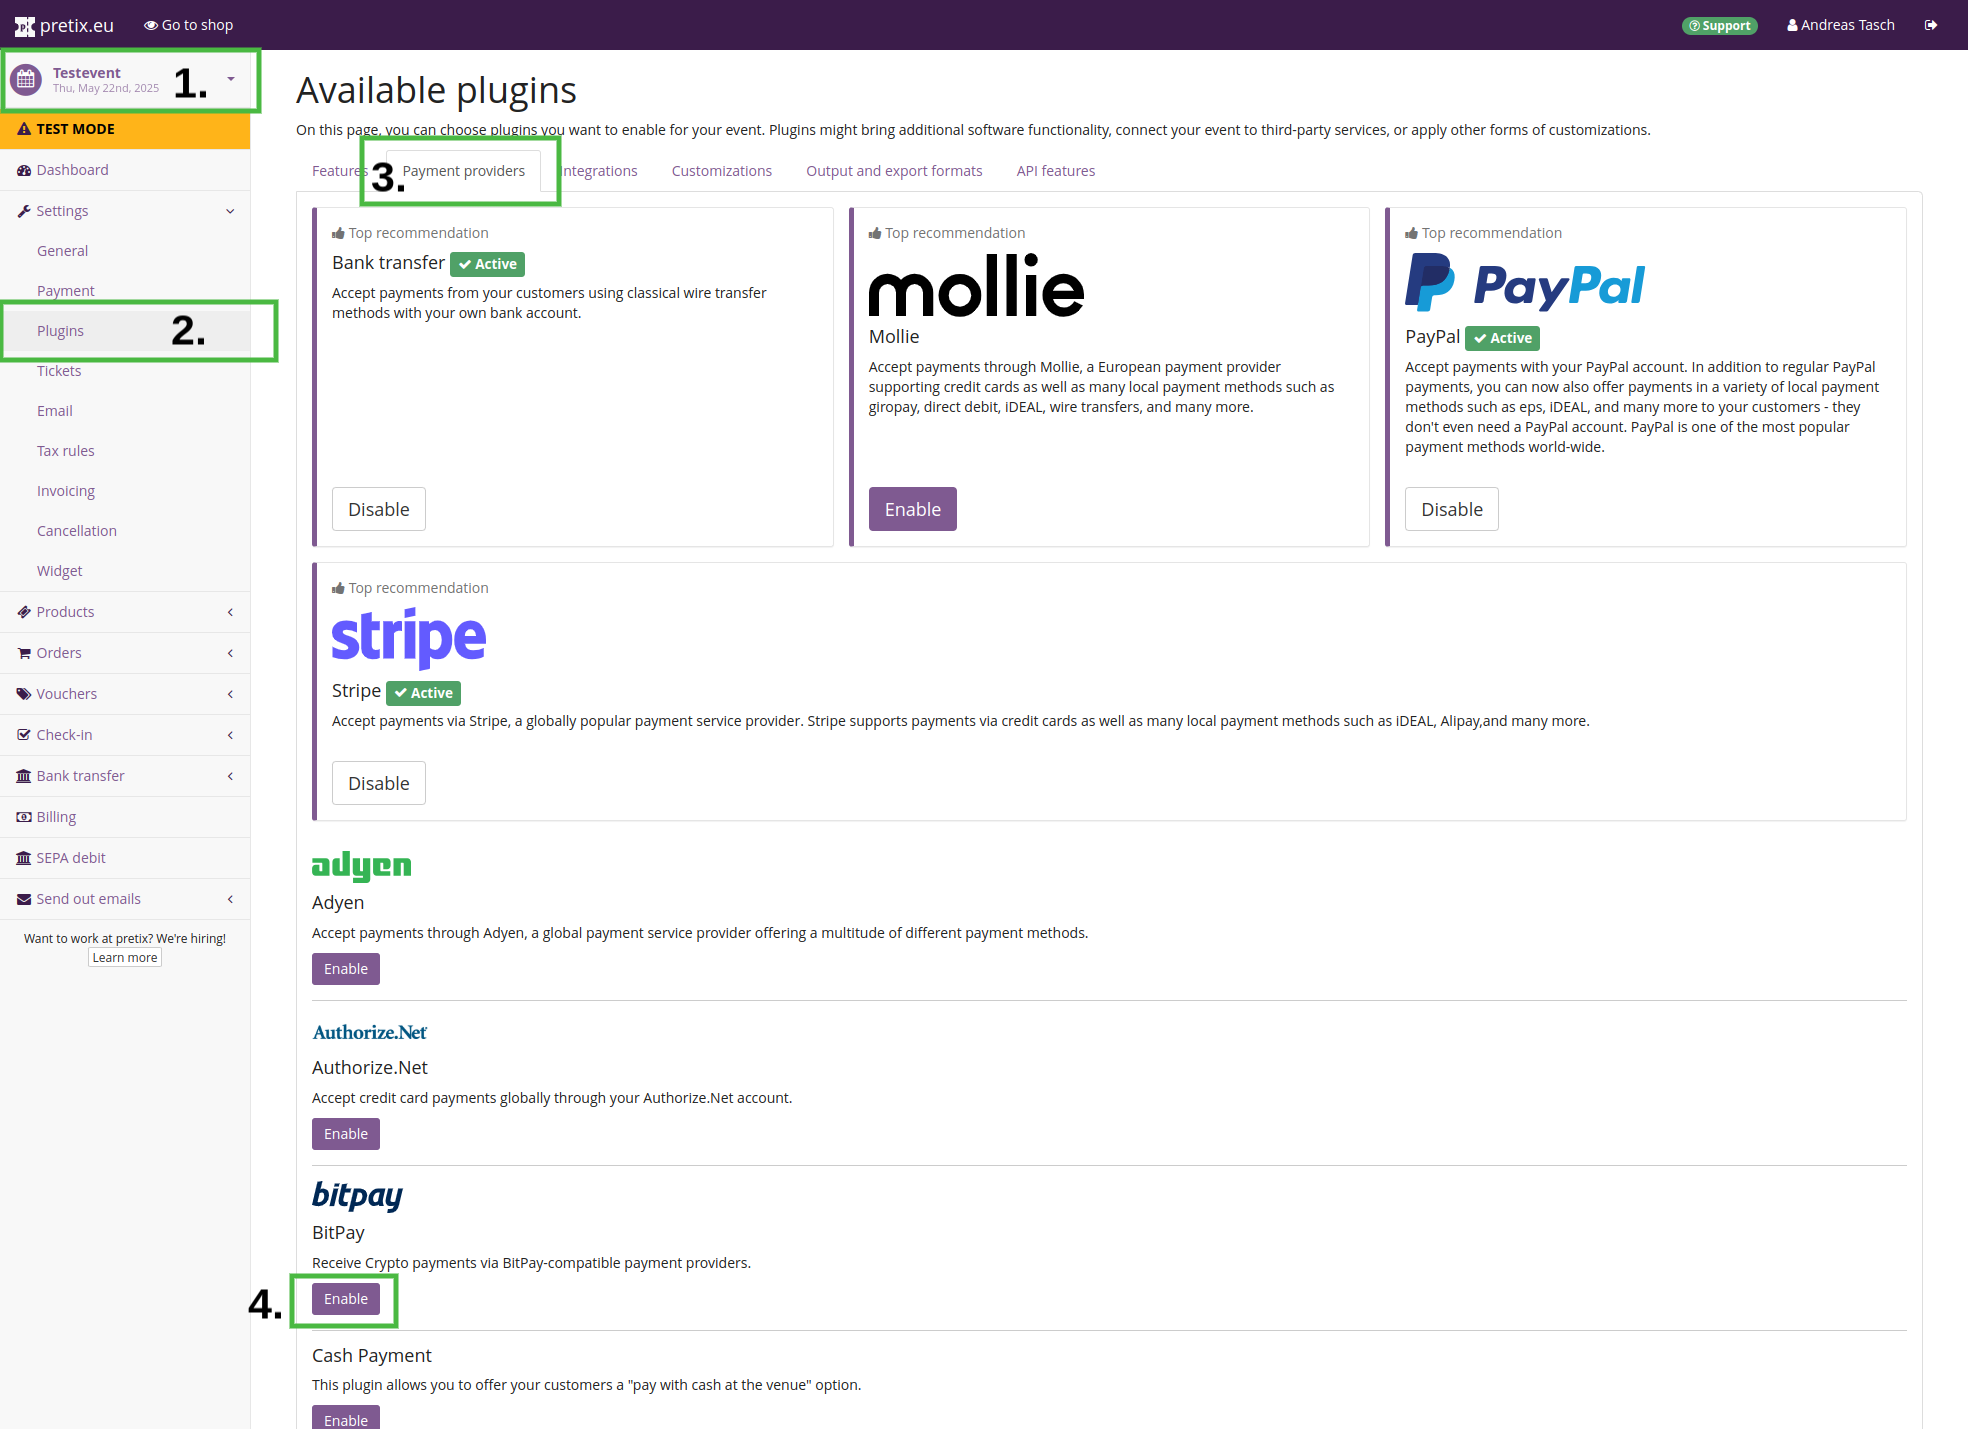 pretix.eu
Go to shop
Support
Andreas Tasch
Testevent
Thu, May 22nd, 2025
1.
TEST MODE
Dashboard
Settings
General
Payment
Plugins
2.
Tickets
Email
Tax rules
Invoicing
Cancellation
Widget
Products
Orders
Vouchers
Check-in
Bank transfer
Billing
SEPA debit
Send out emails
Want to work at pretix? We're hiring!
Learn more
Available plugins
On this page, you can choose plugins you want to enable for your event. Plugins might bring additional software functionality, connect your event to third-party services, or apply other forms of customizations.
Features
3.
Payment providers
Integrations
Customizations
Output and export formats
API features
Top recommendation
Bank transfer
Active
Accept payments from your customers using classical wire transfer
methods with your own bank account.
Disable
Top recommendation
mollie
Mollie
Accept payments through Mollie, a European payment provider
supporting credit cards as well as many local payment methods such as
giropay, direct debit, iDEAL, wire transfers, and many more.
Enable
Top recommendation
PayPal
PayPal
Active
Accept payments with your PayPal account. In addition to regular PayPal
payments, you can now also offer payments in a variety of local payment
methods such as eps, iDEAL, and many more to your customers - they
don't even need a PayPal account. PayPal is one of the most popular
payment methods world-wide.
Disable
Top recommendation
stripe
Stripe
Active
Accept payments via Stripe, a globally popular payment service provider. Stripe supports payments via credit cards as well as many local payment methods such as iDEAL, Alipay,and many more.
Disable
adyen
Adyen
Accept payments through Adyen, a global payment service provider offering a multitude of different payment methods.
Enable
Authorize.Net
Authorize.Net
Accept credit card payments globally through your Authorize.Net account.
Enable
bitpay
BitPay
Receive Crypto payments via BitPay-compatible payment providers.
4.
Enable
Cash Payment
This plugin allows you to offer your customers a "pay with cash at the venue" option.
Enable